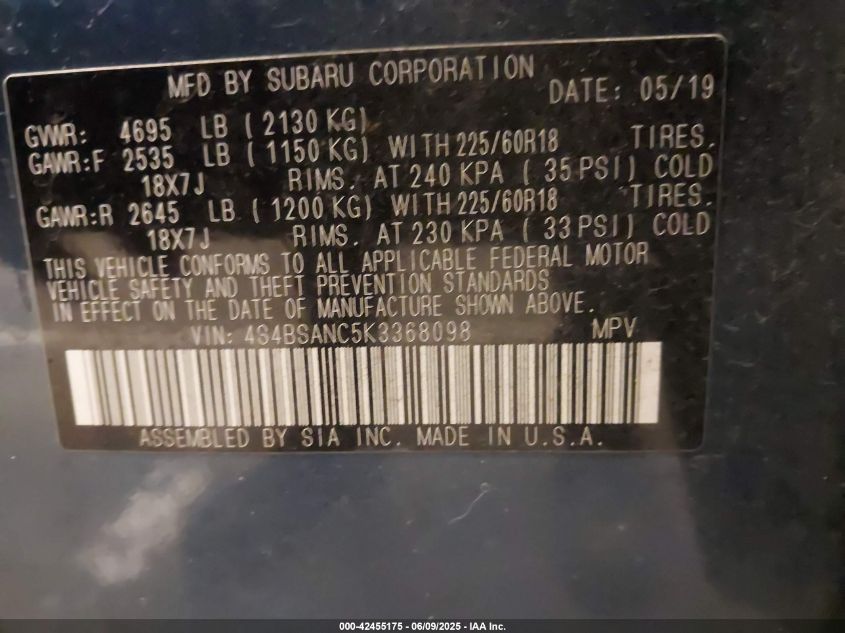 MFD BY SUBARU CORPORATION DATE: 05/19
GVWR: 4695 LB ( 2130 KG)
GAWR:F 2535 LB ( 1150 KG) WITH 225/60R18 TIRES.
18X7J RIMS. AT 240 KPA ( 35 PSI) COLD
GAWR:R 2645 LB ( 1200 KG) WITH 225/60R18 TIRES.
18X7J RIMS. AT 230 KPA ( 33 PSI) COLD
THIS VEHICLE CONFORMS TO ALL APPLICABLE FEDERAL MOTOR
VEHICLE SAFETY AND THEFT PREVENTION STANDARDS
IN EFFECT ON THE DATE OF MANUFACTURE SHOWN ABOVE.
VIN: 4S4BSANC5K3368098 MPV
ASSEMBLED BY SIA INC. MADE IN U.S.A.
000-42455175 - 06/09/2025 - IAA Inc.